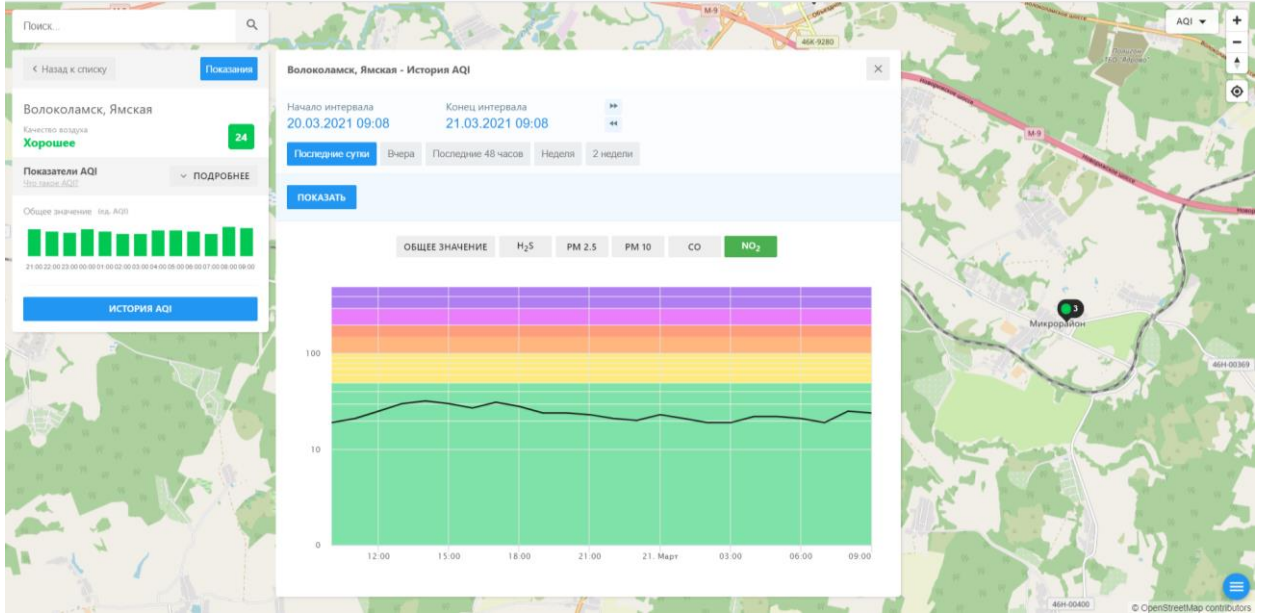 Поиск...
М-9
46К-9280
AQI
+
−
< Назад к списку
Показания
Волоколамск, Ямская - История AQI
Волоколамск, Ямская
Качество воздуха
Хорошее
24
Начало интервала
Конец интервала
20.03.2021 09:08
21.03.2021 09:08
Последние сутки
Вчера
Последние 48 часов
Неделя
2 недели
Показатели AQI
Что такое AQI?
ПОДРОБНЕЕ
ПОКАЗАТЬ
Общее значение (ед. AQI)
21:00 22:00 23:00 00:00 01:00 02:00 03:00 04:00 05:00 06:00 07:00 08:00 09:00
ИСТОРИЯ AQI
ОБЩЕЕ ЗНАЧЕНИЕ
H₂S
PM 2.5
PM 10
CO
NO₂
100
10
0
12:00
15:00
18:00
21:00
21. Март
03:00
06:00
09:00
М-9
Новорижское шоссе
3
Микрорайон
46Н-00369
46Н-00400
© OpenStreetMap contributors